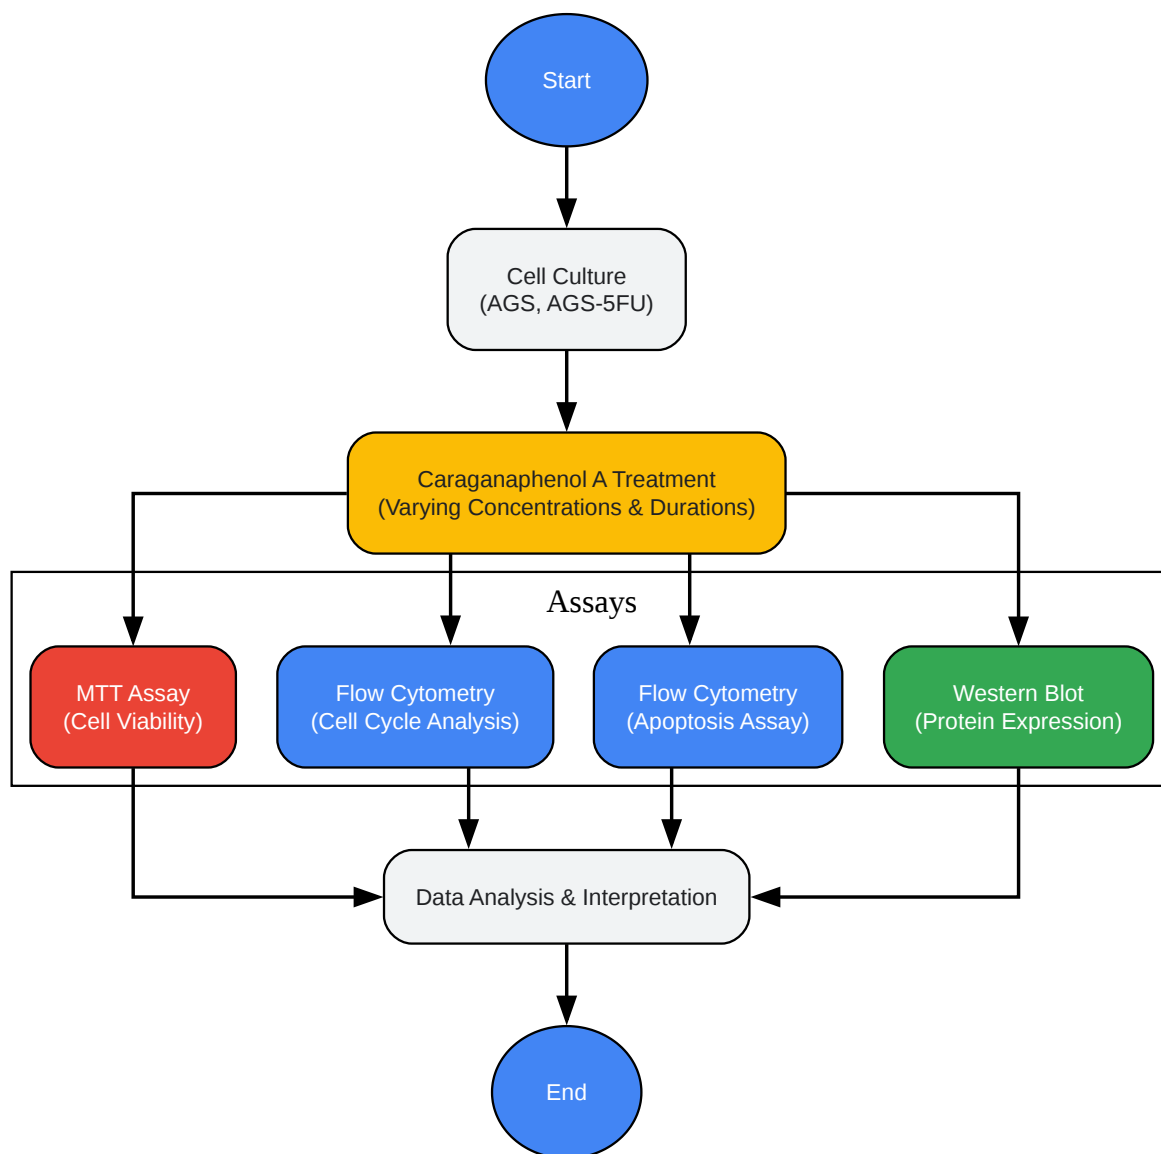 Start
Cell Culture
(AGS, AGS-5FU)
Caraganaphenol A Treatment
(Varying Concentrations & Durations)
Assays
MTT Assay
(Cell Viability)
Flow Cytometry
(Cell Cycle Analysis)
Flow Cytometry
(Apoptosis Assay)
Western Blot
(Protein Expression)
Data Analysis & Interpretation
End